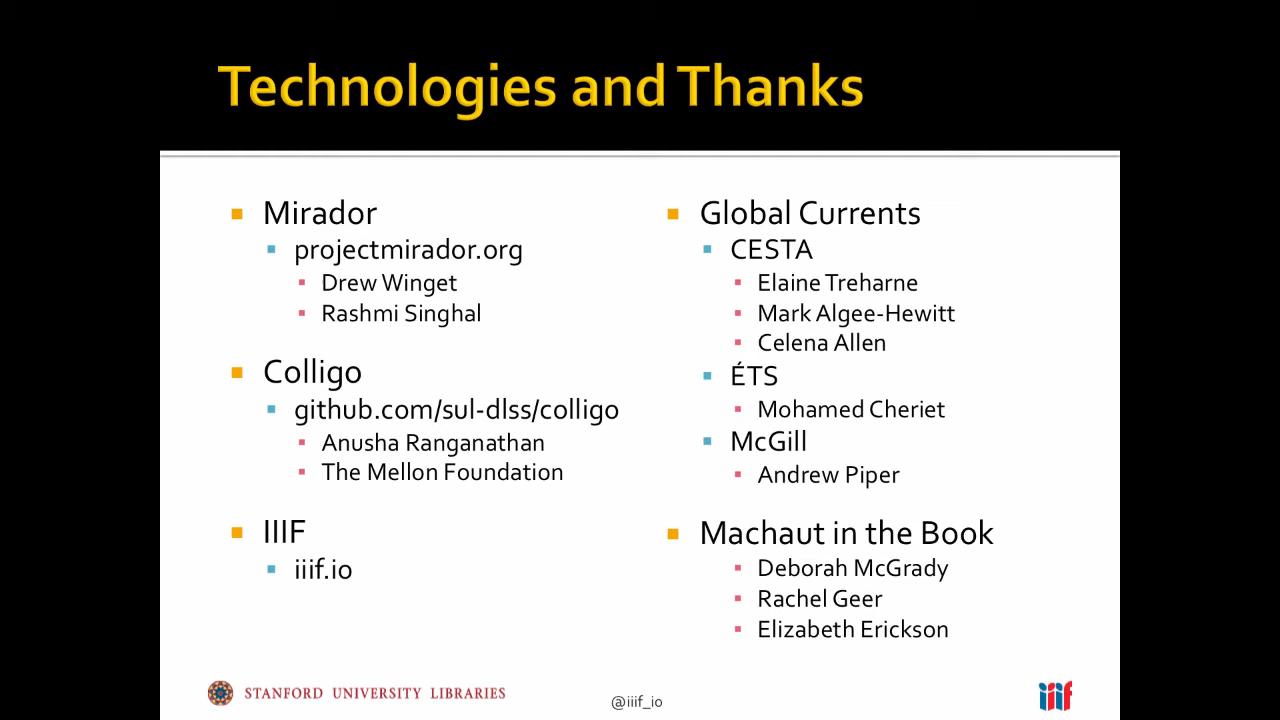 Technologies and Thanks
Mirador
projectmirador.org
Drew Winget
Rashmi Singhal
Colligo
github.com/sul-dlss/colligo
Anusha Ranganathan
The Mellon Foundation
IIIF
iiif.io
Global Currents
CESTA
Elaine Treharne
Mark Algee-Hewitt
Celena Allen
ÉTS
Mohamed Cheriet
McGill
Andrew Piper
Machaut in the Book
Deborah McGrady
Rachel Geer
Elizabeth Erickson
STANFORD UNIVERSITY LIBRARIES
@iiif_io
iiif